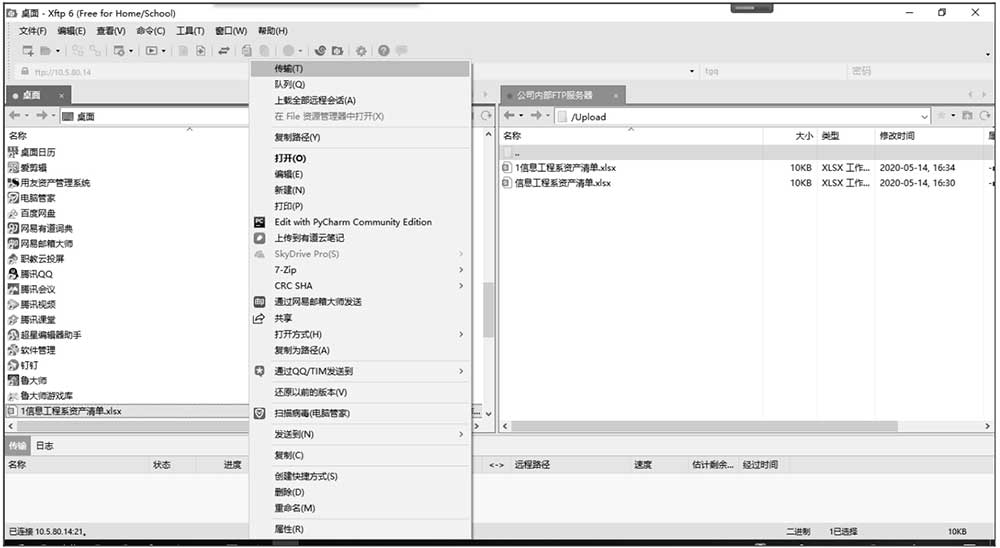 桌面 - Xftp 6 (Free for Home/School)
文件(F) 编辑(E) 查看(V) 命令(C) 工具(T) 窗口(W) 帮助(H)
ftp://10.5.80.14
tgq
密码
桌面
公司内部FTP服务器
桌面
/Upload
名称
桌面日历
爱剪辑
用友资产管理系统
电脑管家
百度网盘
网易有道词典
网易邮箱大师
职教云投屏
腾讯QQ
腾讯会议
腾讯视频
腾讯课堂
超星编辑器助手
软件管理
钉钉
鲁大师
鲁大师游戏库
1信息工程系资产清单.xlsx
传输(T)
队列(Q)
上载全部远程会话(A)
在 File 资源管理器中打开(X)
复制路径(Y)
打开(O)
编辑(E)
新建(N)
打印(P)
Edit with PyCharm Community Edition
上传到有道云笔记
SkyDrive Pro(S)
7-Zip
CRC SHA
通过网易邮箱大师发送
共享
打开方式(H)
复制为路径(A)
通过QQ/TIM发送到
还原以前的版本(V)
扫描病毒(电脑管家)
发送到(N)
复制(C)
创建快捷方式(S)
删除(D)
重命名(M)
属性(R)
名称 大小 类型 修改时间
..
1信息工程系资产清单.xlsx 10KB XLSX 工作... 2020-05-14, 16:34
信息工程系资产清单.xlsx 10KB XLSX 工作... 2020-05-14, 16:30
传输 日志
名称 状态 进度 <-> 远程路径 速度 估计剩余... 经过时间
已连接 10.5.80.14:21。 二进制 1已选择 10KB